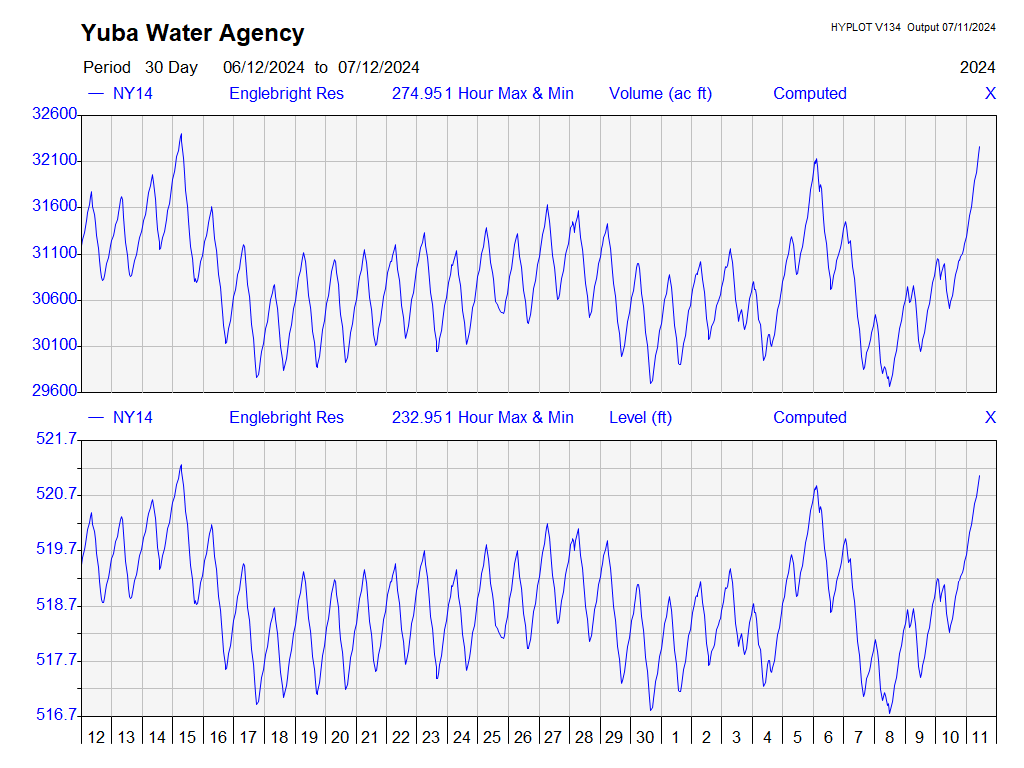 Yuba Water Agency
HYPLOT V134 Output 07/11/2024
Period 30 Day 06/12/2024 to 07/12/2024
2024
NY14 Englebright Res 274.951 Hour Max & Min Volume (ac ft) Computed X
32600
32100
31600
31100
30600
30100
29600
NY14 Englebright Res 232.951 Hour Max & Min Level (ft) Computed X
521.7
520.7
519.7
518.7
517.7
516.7
12 13 14 15 16 17 18 19 20 21 22 23 24 25 26 27 28 29 30 1 2 3 4 5 6 7 8 9 10 11